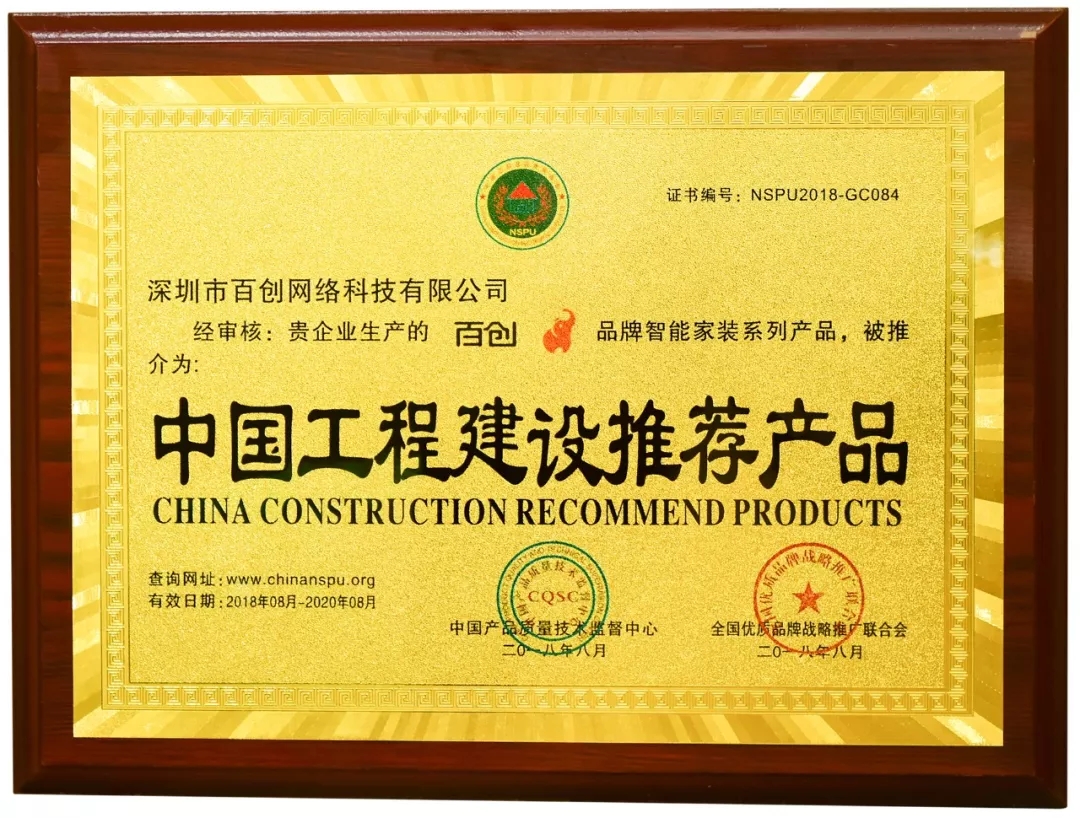 NSPU
证书编号：NSPU2018-GC084
深圳市百创网络科技有限公司
经审核：贵企业生产的 百创 品牌智能家装系列产品，被推
介为:
中国工程建设推荐产品
CHINA CONSTRUCTION RECOMMEND PRODUCTS
查询网址:www.chinanspu.org
有效日期:2018年08月-2020年08月
CQSC
中国产品质量技术监督中心
二0一八年八月
全国优质品牌战略推广联合会
二0一八年八月